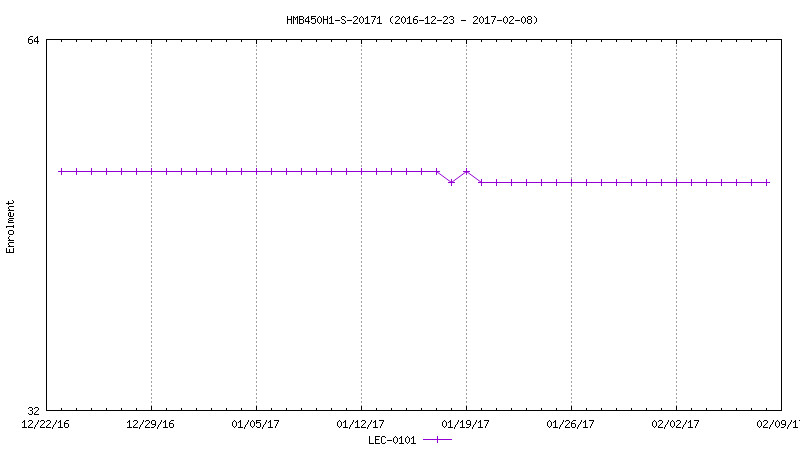 HMB450H1-S-20171 (2016-12-23 - 2017-02-08)
64
Enrolment
32
12/22/16 12/29/16 01/05/17 01/12/17 01/19/17 01/26/17 02/02/17 02/09/17
LEC-0101